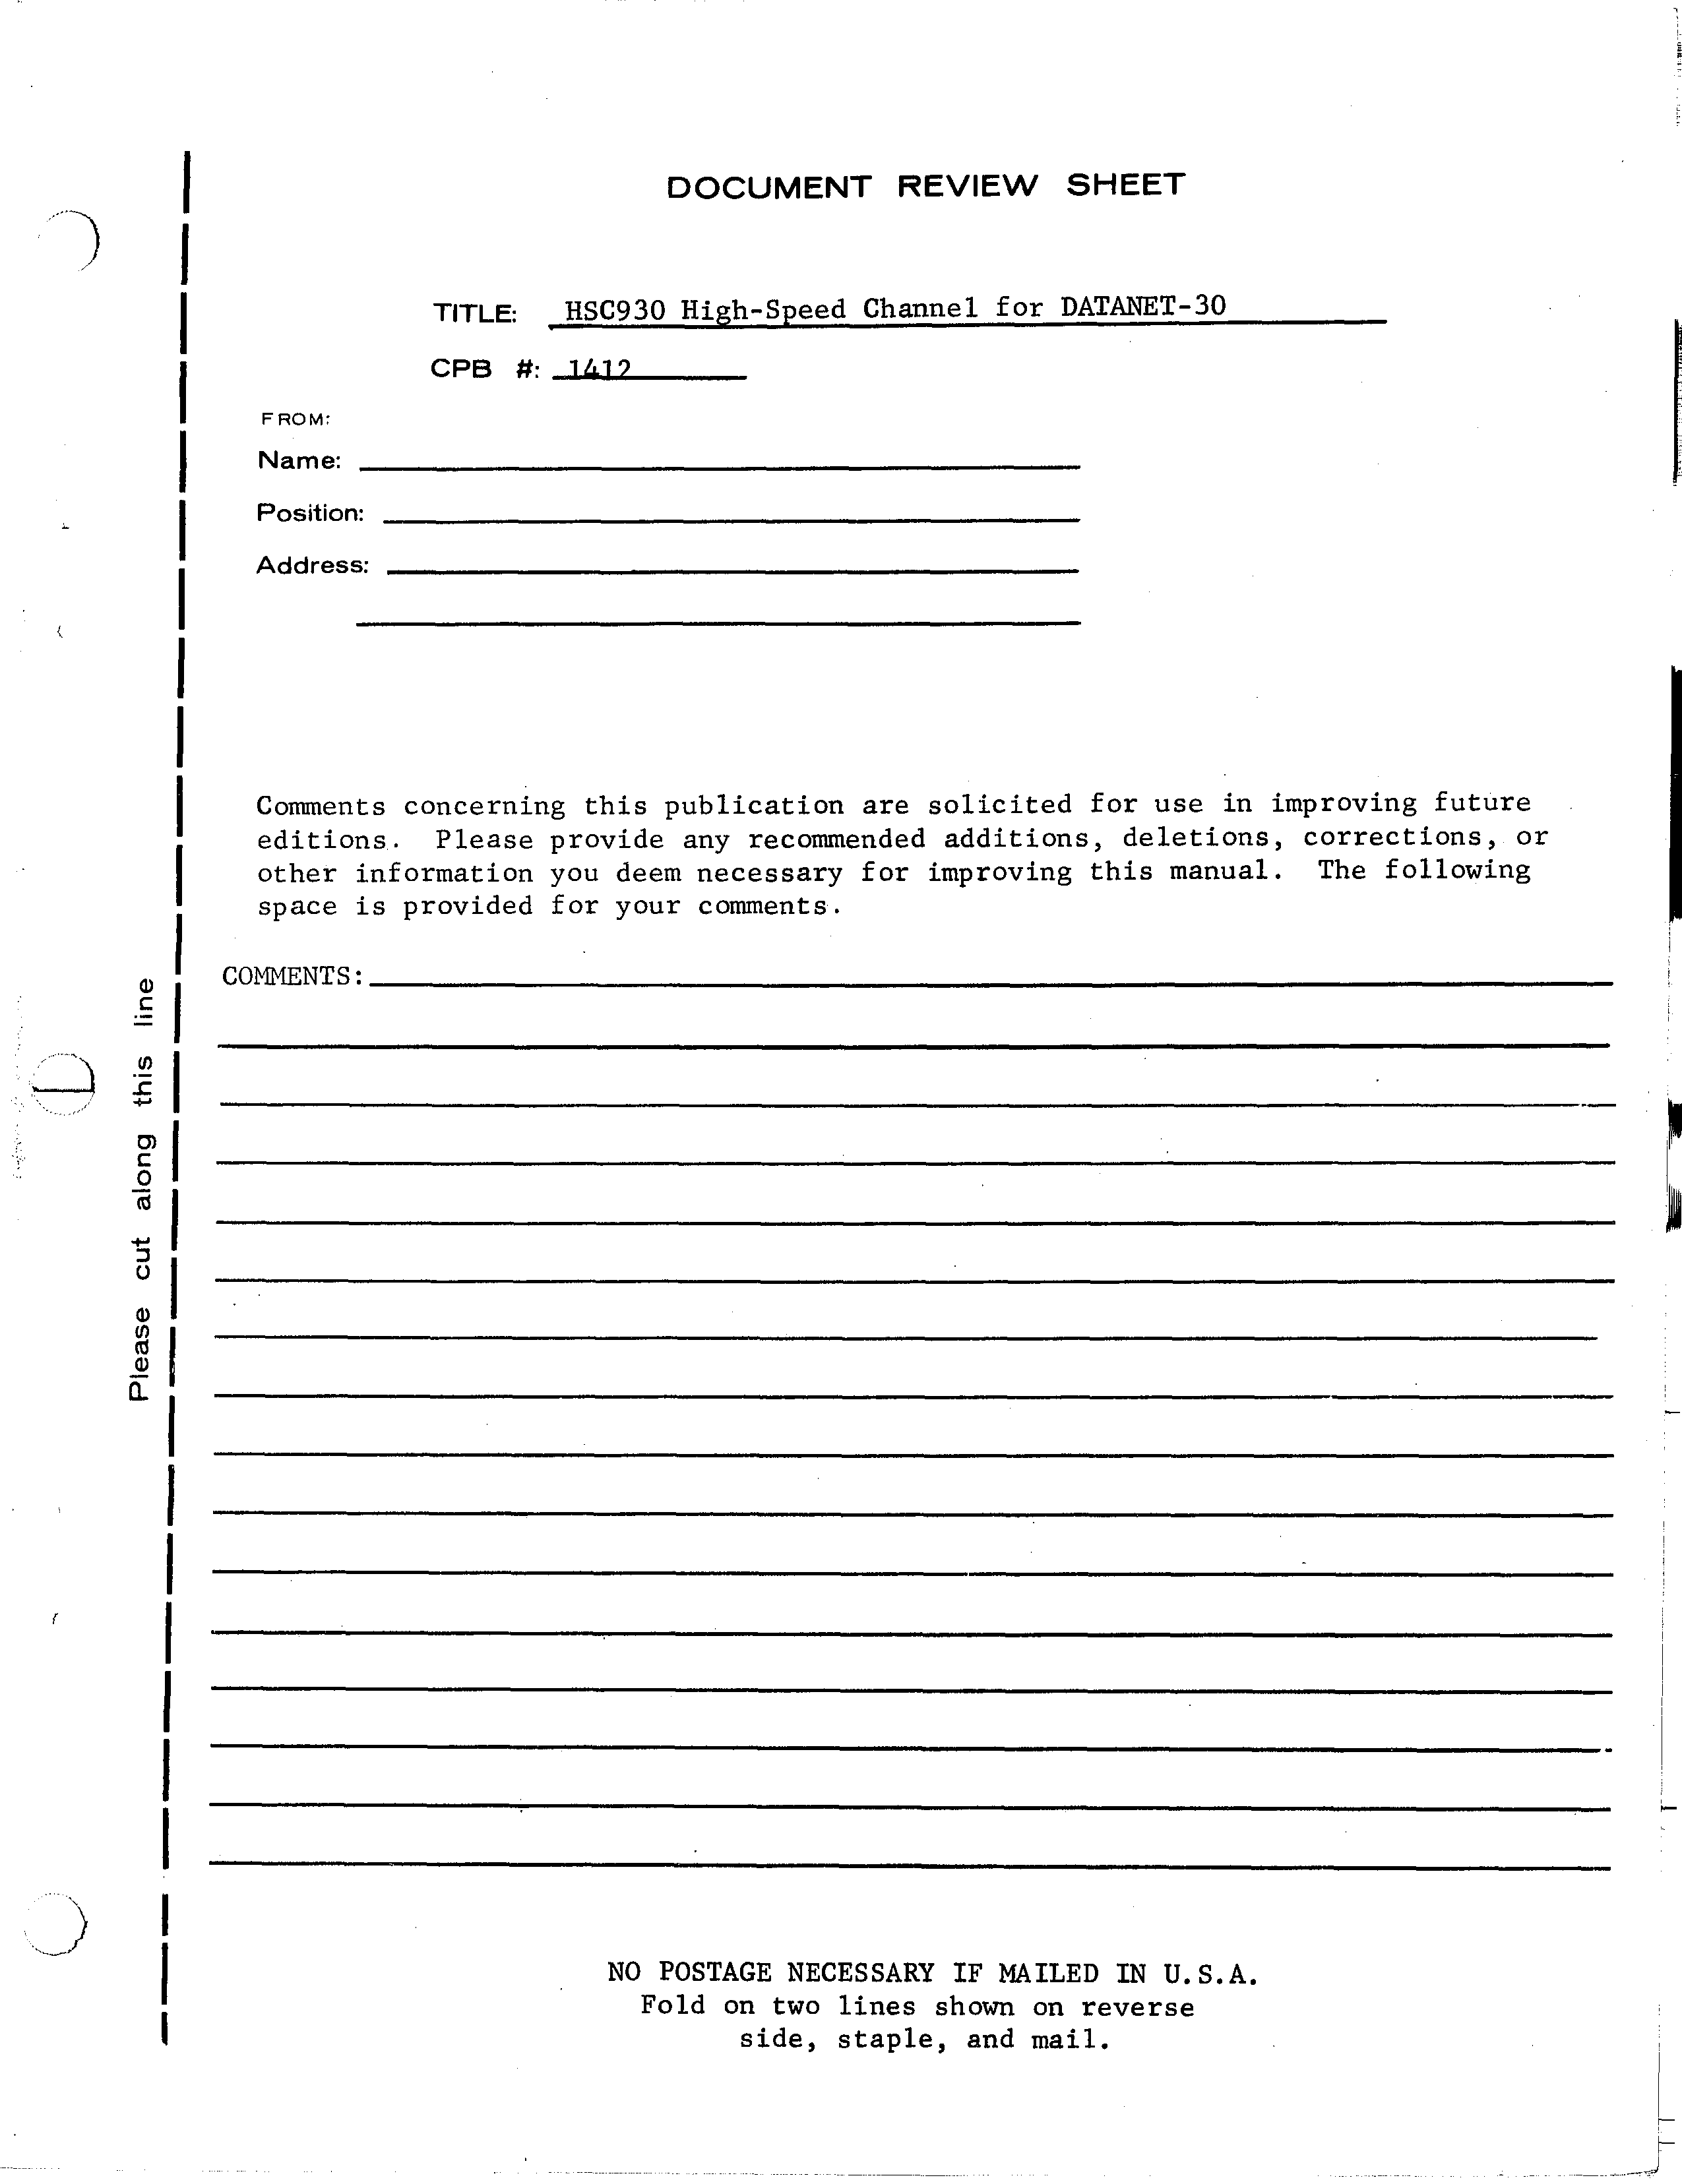 DOCUMENT REVIEW SHEET
TITLE: HSC930 High-Speed Channel for DATANET-30
CPB #: 1412
FROM:
Name:
Position:
Address:
Comments concerning this publication are solicited for use in improving future
editions. Please provide any recommended additions, deletions, corrections, or
other information you deem necessary for improving this manual. The following
space is provided for your comments.
COMMENTS:
Please cut along this line
NO POSTAGE NECESSARY IF MAILED IN U.S.A.
Fold on two lines shown on reverse
side, staple, and mail.